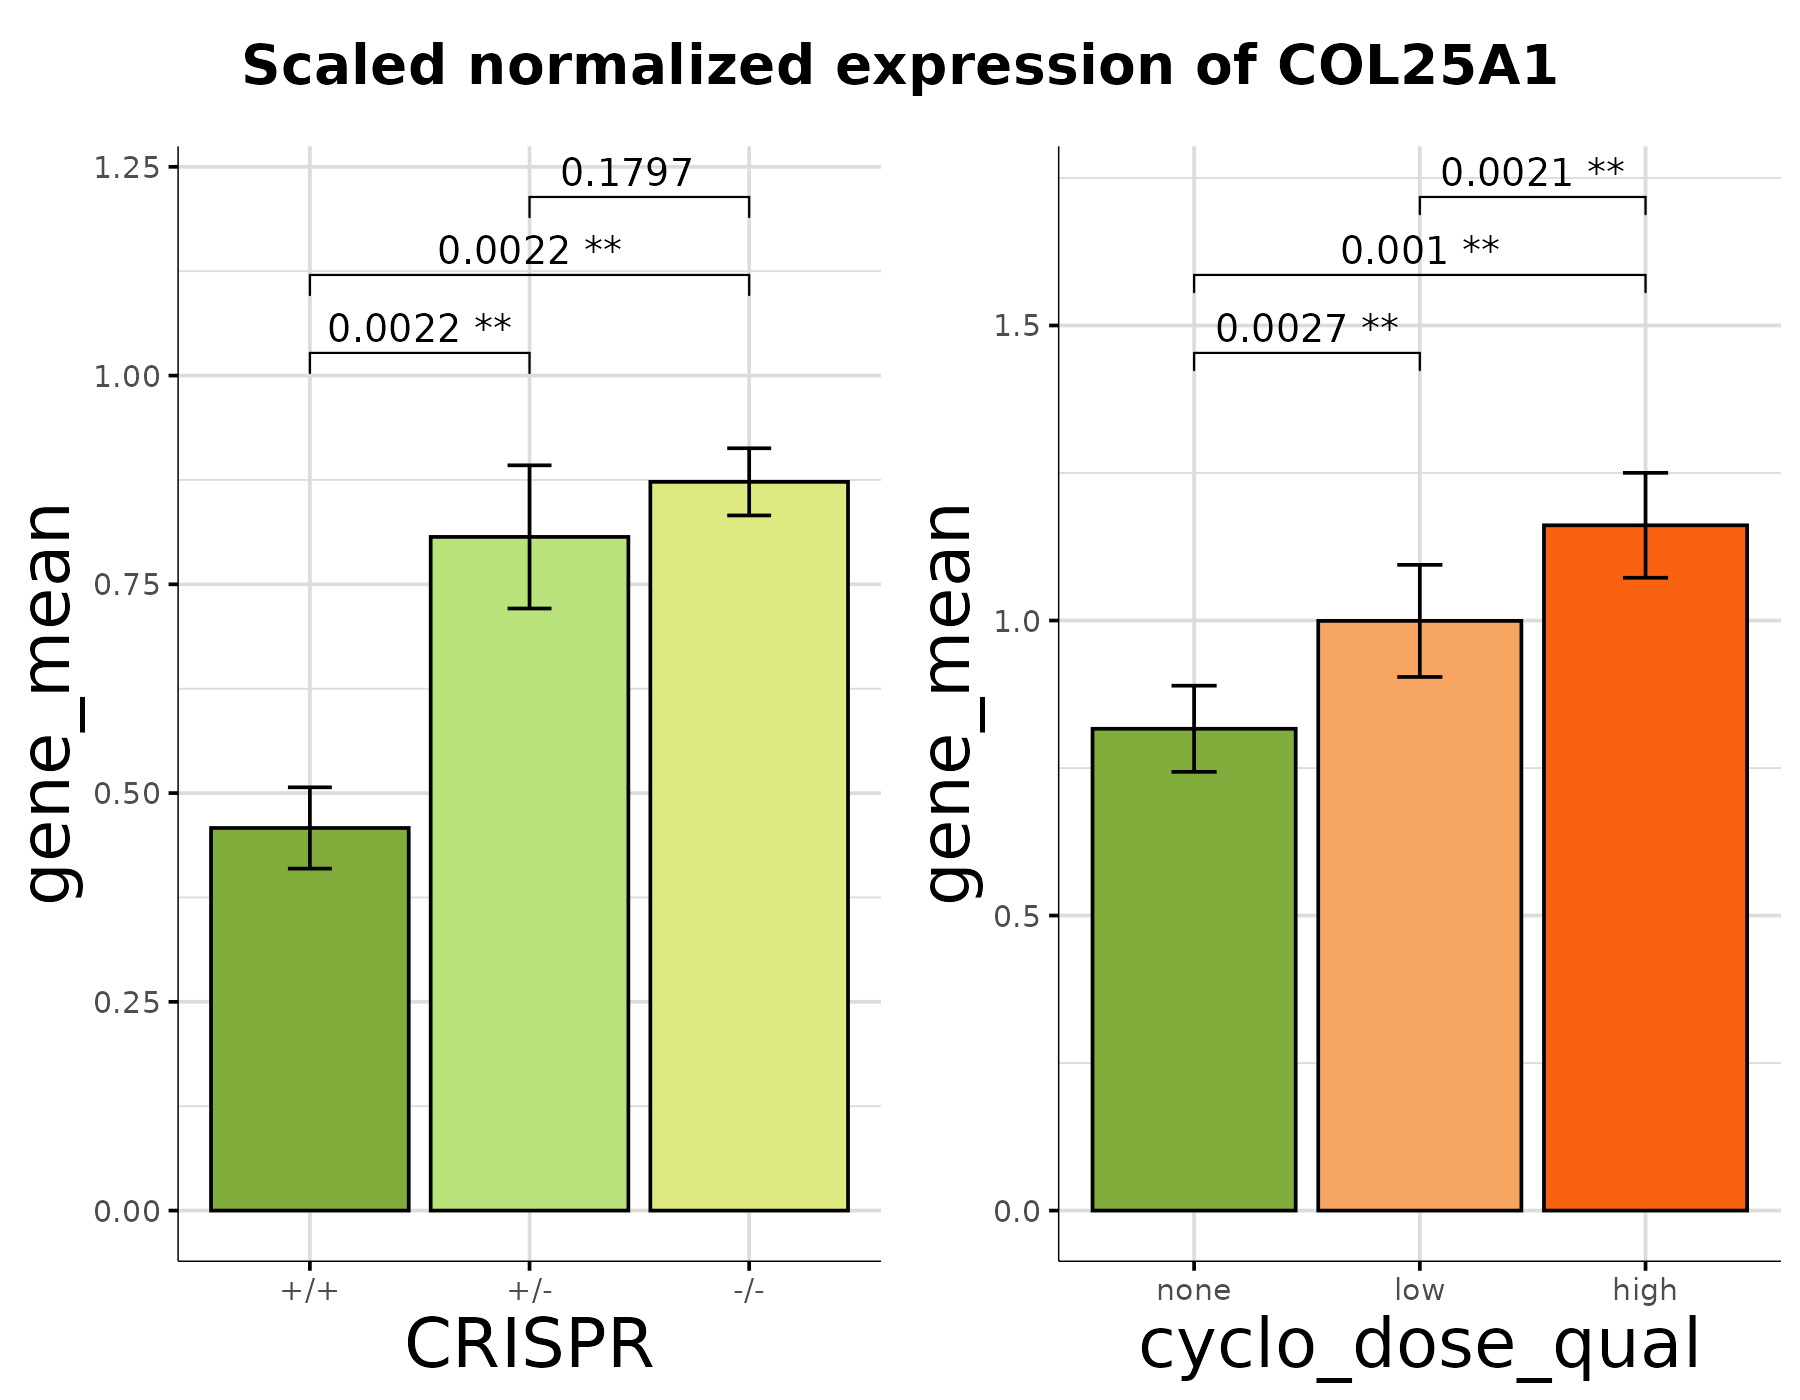 Scaled normalized expression of COL25A1
gene_mean
1.25
1.00
0.75
0.50
0.25
0.00
0.1797
0.0022 **
0.0022 **
+/+ +/- -/-
CRISPR
gene_mean
1.5
1.0
0.5
0.0
0.0021 **
0.001 **
0.0027 **
none low high
cyclo_dose_qual